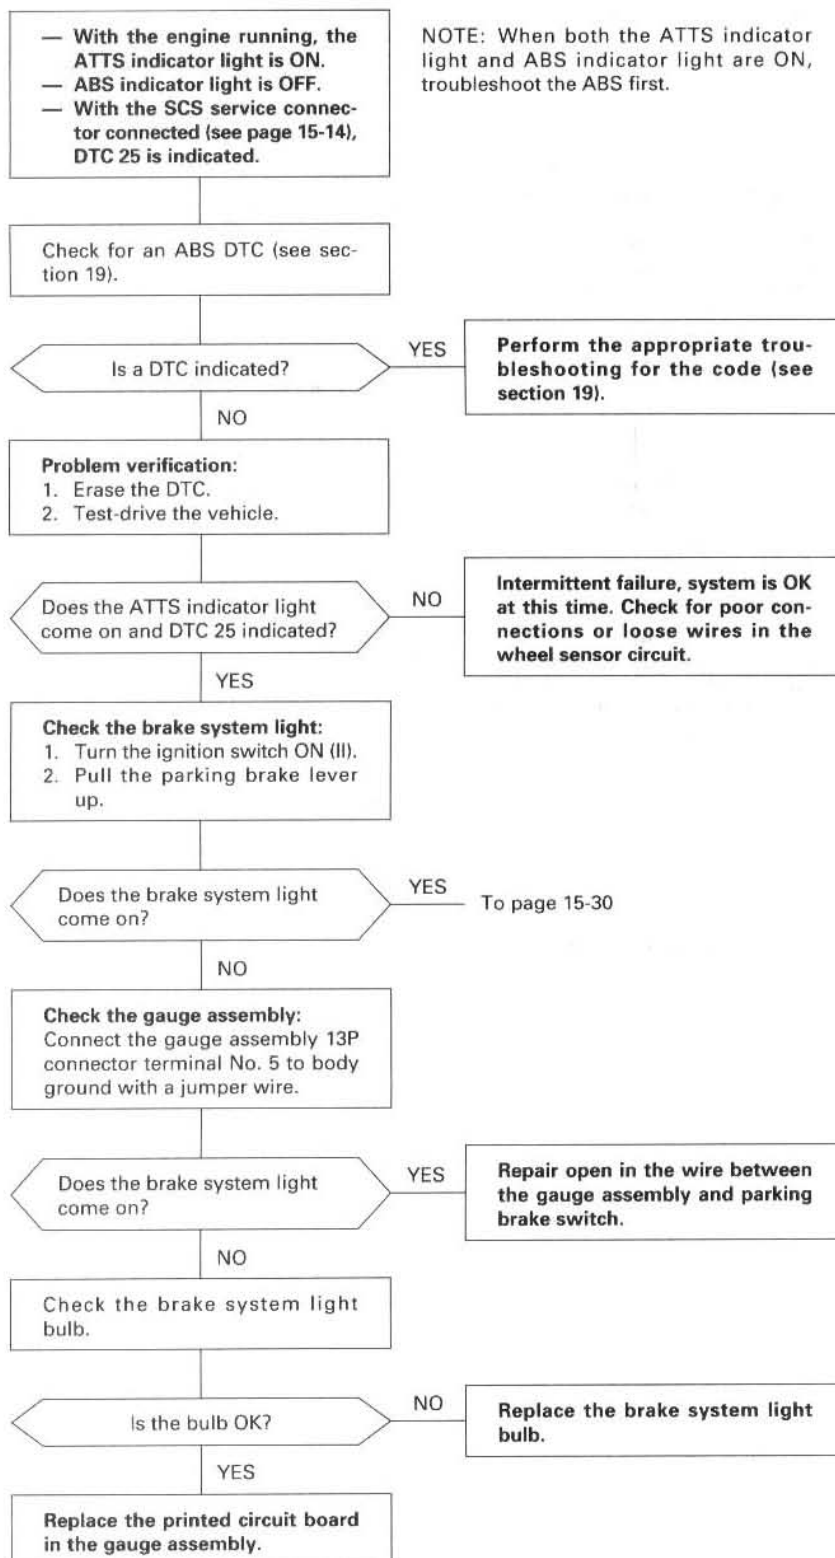 — With the engine running, the
ATTS indicator light is ON.
— ABS indicator light is OFF.
— With the SCS service connec-
tor connected (see page 15-14),
DTC 25 is indicated.
NOTE: When both the ATTS indicator
light and ABS indicator light are ON,
troubleshoot the ABS first.
Check for an ABS DTC (see sec-
tion 19).
Is a DTC indicated?
YES
Perform the appropriate trou-
bleshooting for the code (see
section 19).
NO
Problem verification:
1. Erase the DTC.
2. Test-drive the vehicle.
Does the ATTS indicator light
come on and DTC 25 indicated?
NO
Intermittent failure, system is OK
at this time. Check for poor con-
nections or loose wires in the
wheel sensor circuit.
YES
Check the brake system light:
1. Turn the ignition switch ON (II).
2. Pull the parking brake lever
up.
Does the brake system light
come on?
YES
To page 15-30
NO
Check the gauge assembly:
Connect the gauge assembly 13P
connector terminal No. 5 to body
ground with a jumper wire.
Does the brake system light
come on?
YES
Repair open in the wire between
the gauge assembly and parking
brake switch.
NO
Check the brake system light
bulb.
Is the bulb OK?
NO
Replace the brake system light
bulb.
YES
Replace the printed circuit board
in the gauge assembly.